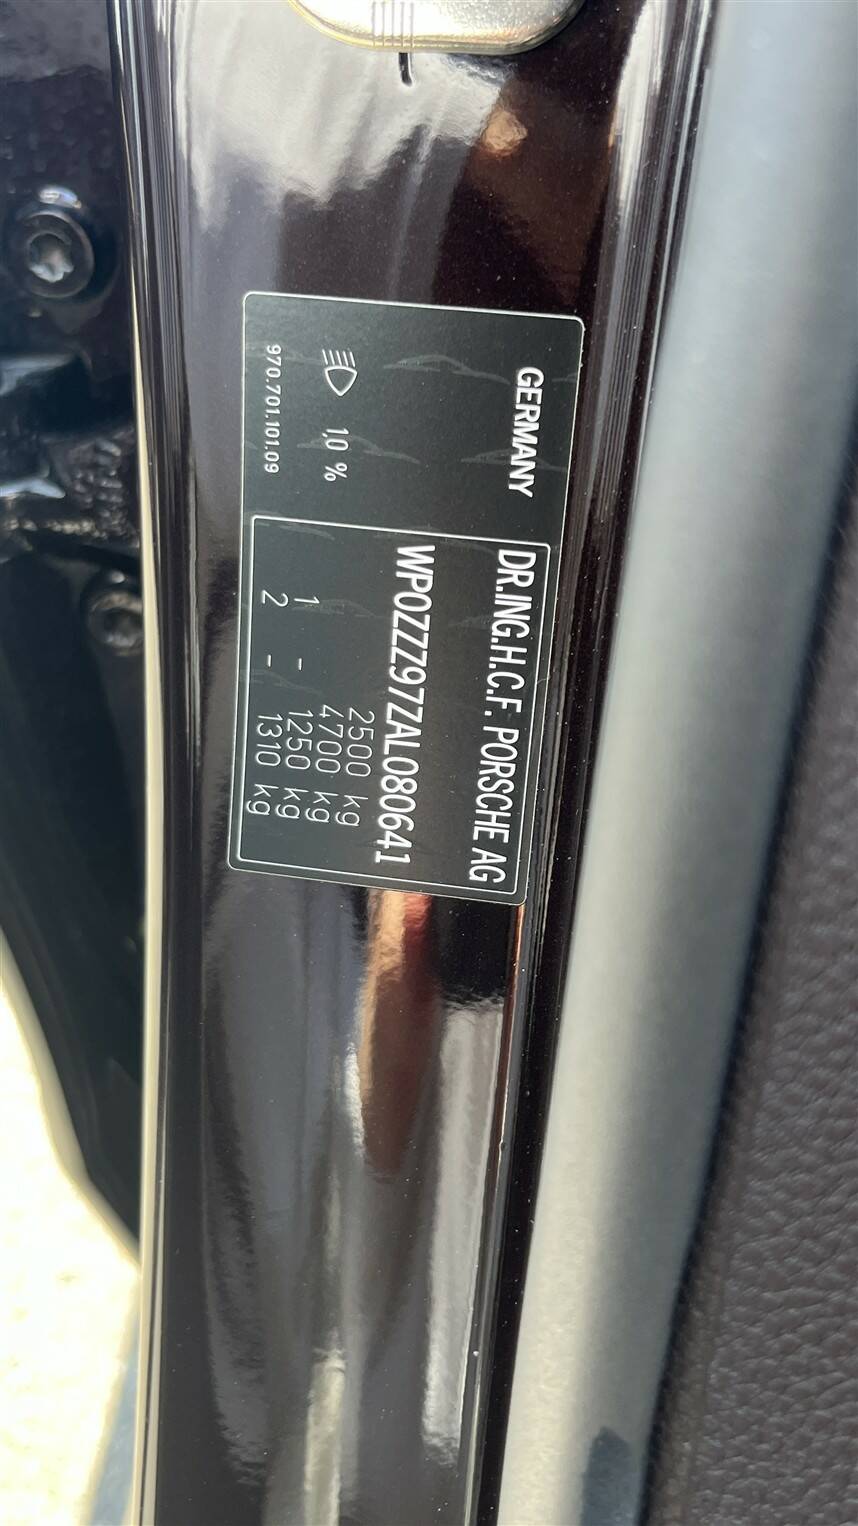 GERMANY
1,0 %
970.701.101.09
DR.ING.H.C.F. PORSCHE AG
WP0ZZZ97ZAL080641
2500 kg
4700 kg
1 - 1250 kg
2 - 1310 kg